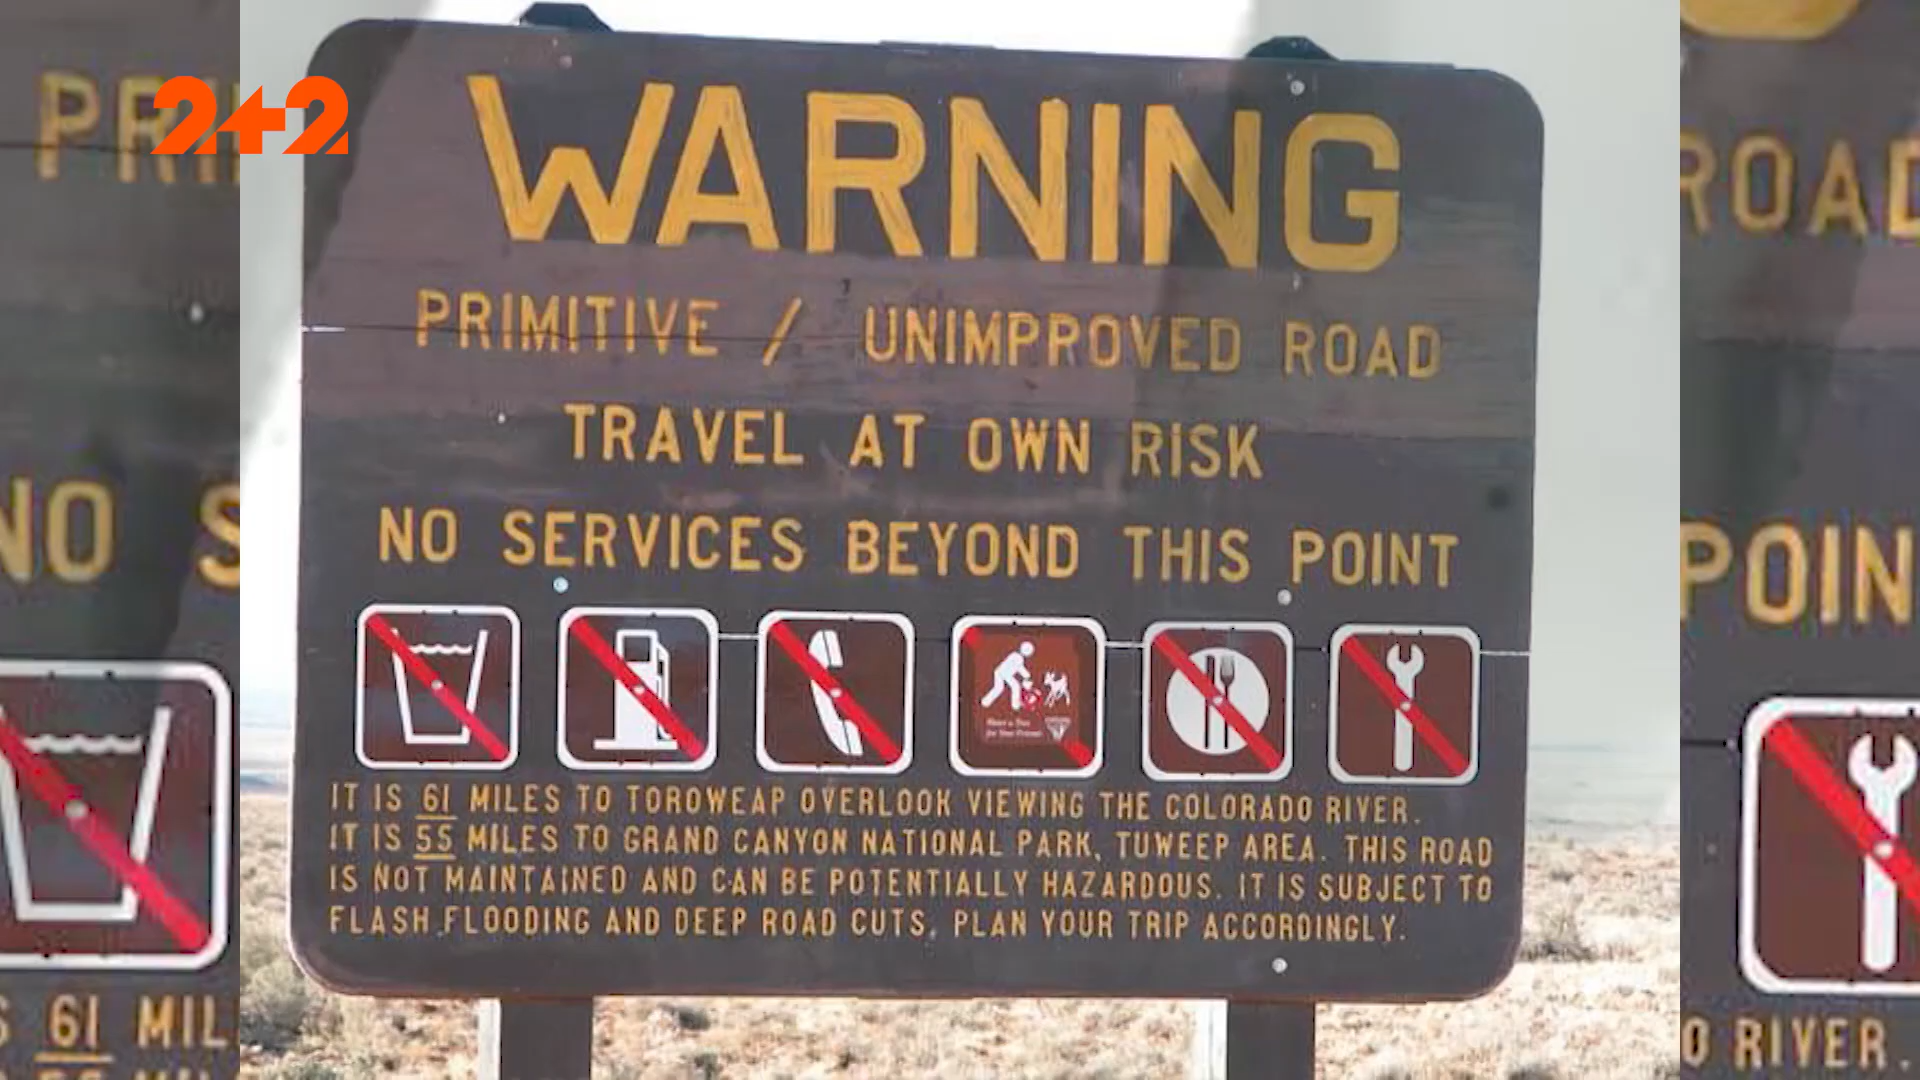 2+2
WARNING
PRIMITIVE / UNIMPROVED ROAD
TRAVEL AT OWN RISK
NO SERVICES BEYOND THIS POINT
IT IS 61 MILES TO TOROWEAP OVERLOOK VIEWING THE COLORADO RIVER.
IT IS 55 MILES TO GRAND CANYON NATIONAL PARK, TUWEEP AREA. THIS ROAD
IS NOT MAINTAINED AND CAN BE POTENTIALLY HAZARDOUS. IT IS SUBJECT TO
FLASH FLOODING AND DEEP ROAD CUTS. PLAN YOUR TRIP ACCORDINGLY.